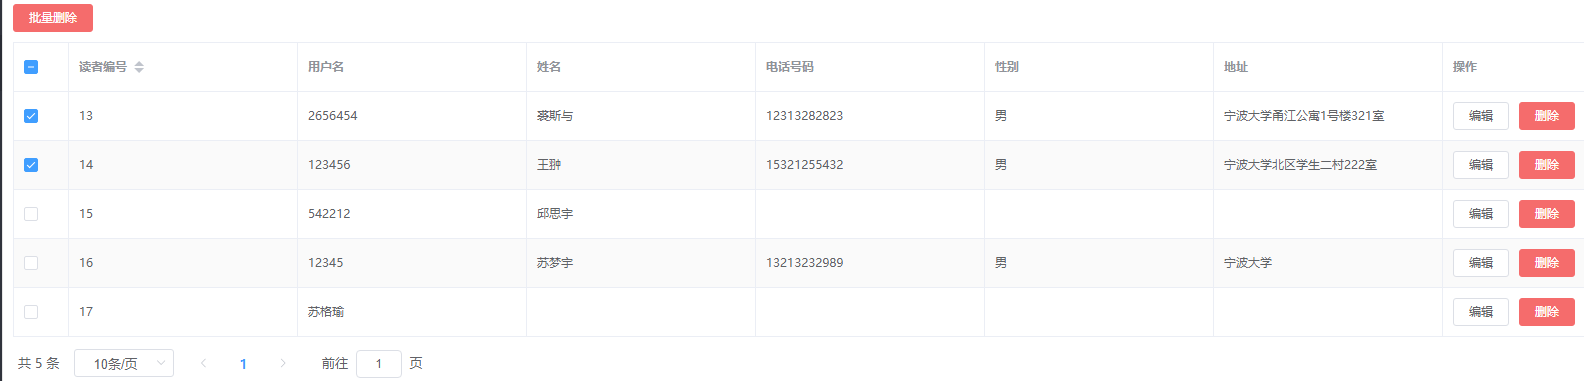 批量删除
读者编号 用户名 姓名 电话号码 性别 地址 操作
13 2656454 裘斯与 12313282823 男 宁波大学甬江公寓1号楼321室 编辑 删除
14 123456 王翀 15321255432 男 宁波大学北区学生二村222室 编辑 删除
15 542212 邱思宇 编辑 删除
16 12345 苏梦宇 13213232989 男 宁波大学 编辑 删除
17 苏格瑜 编辑 删除
共 5 条 10条/页 1 前往 1 页